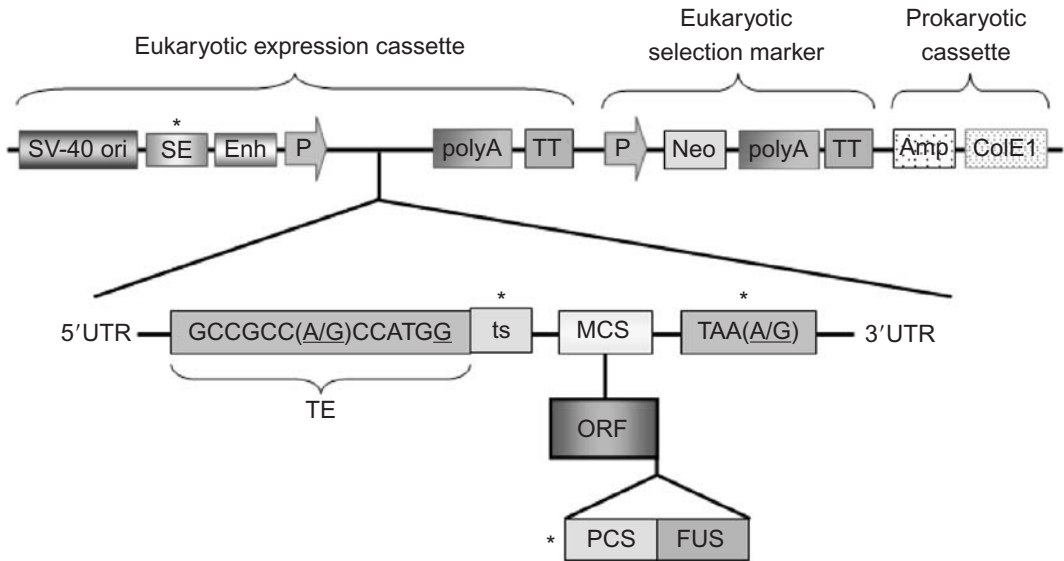 Eukaryotic expression cassette
Eukaryotic
selection marker
Prokaryotic
cassette
*
SV-40 ori SE Enh P polyA TT P Neo polyA TT Amp ColE1
* *
5′UTR GCCGCC(A/G)CCATGG ts MCS TAA(A/G) 3′UTR
TE
ORF
* PCS FUS